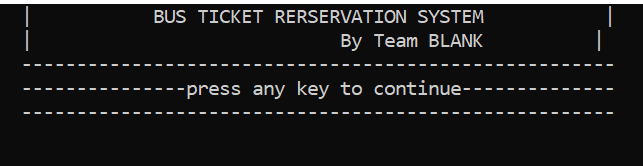 |           BUS TICKET RERSERVATION SYSTEM           |
|                            By Team BLANK          |
------------------------------------------------------
---------------press any key to continue--------------
------------------------------------------------------